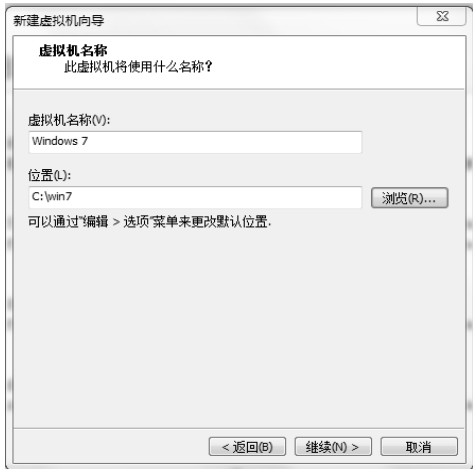 新建虚拟机向导
虚拟机名称
此虚拟机将使用什么名称?
虚拟机名称(V):
Windows 7
位置(L):
C:\win7
浏览(R)...
可以通过"编辑 > 选项"菜单来更改默认位置.
< 返回(B)
继续(N) >
取消